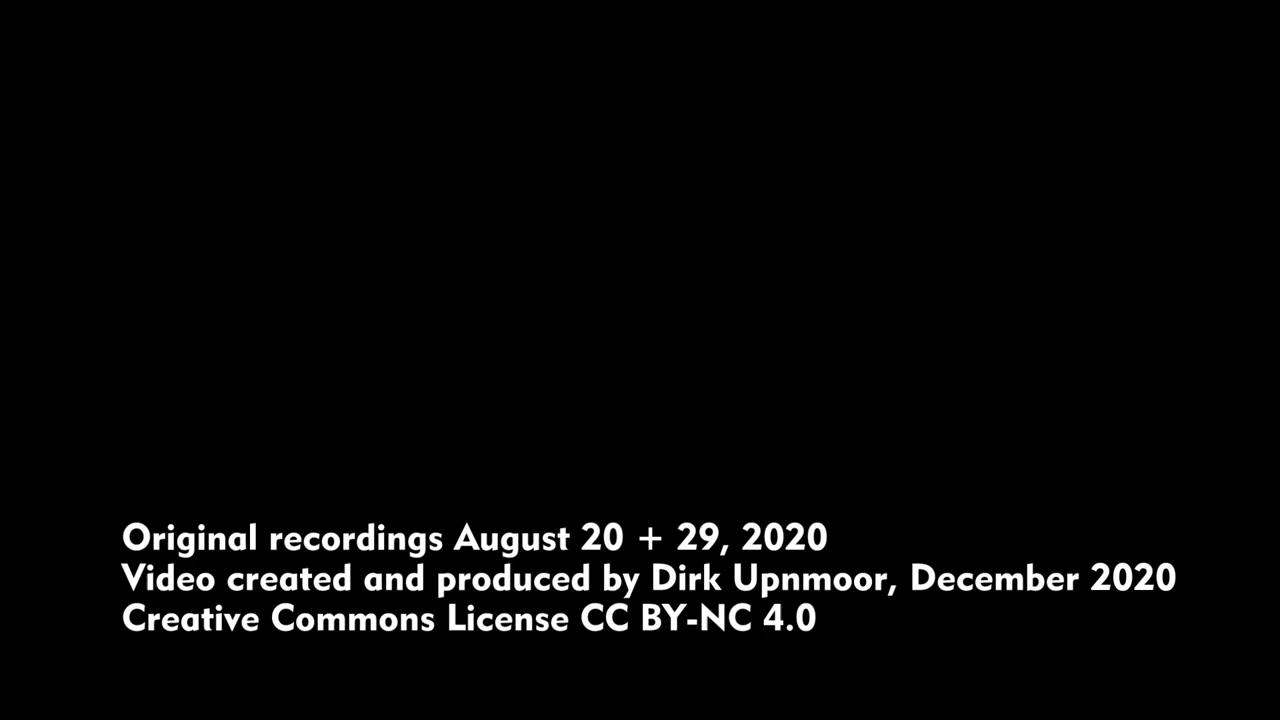 Original recordings August 20 + 29, 2020
Video created and produced by Dirk Upnmoor, December 2020
Creative Commons License CC BY-NC 4.0